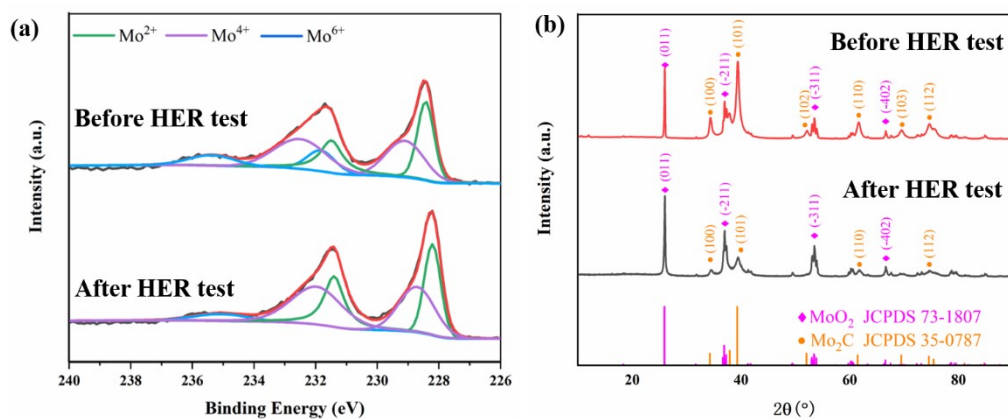 (a)
Mo²⁺ Mo⁴⁺ Mo⁶⁺
Before HER test
After HER test
Intensity (a.u.)
240 238 236 234 232 230 228 226
Binding Energy (eV)
(b)
Before HER test
(011)
(100)
(-211)
(101)
(102)
(-311)
(110)
(-402)
(103)
(112)
After HER test
(011)
(100)
(-211)
(101)
(-311)
(110)
(-402)
(112)
MoO₂ JCPDS 73-1807
Mo₂C JCPDS 35-0787
Intensity (a.u.)
20 40 60 80
2θ(°)